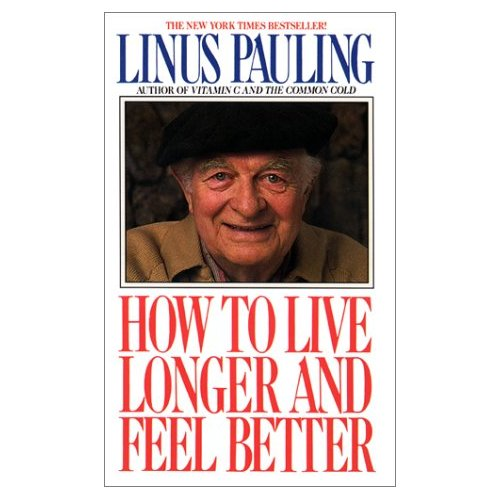 THE NEW YORK TIMES BESTSELLER!
LINUS PAULING
AUTHOR OF VITAMIN C AND THE COMMON COLD
HOW TO LIVE
LONGER AND
FEEL BETTER